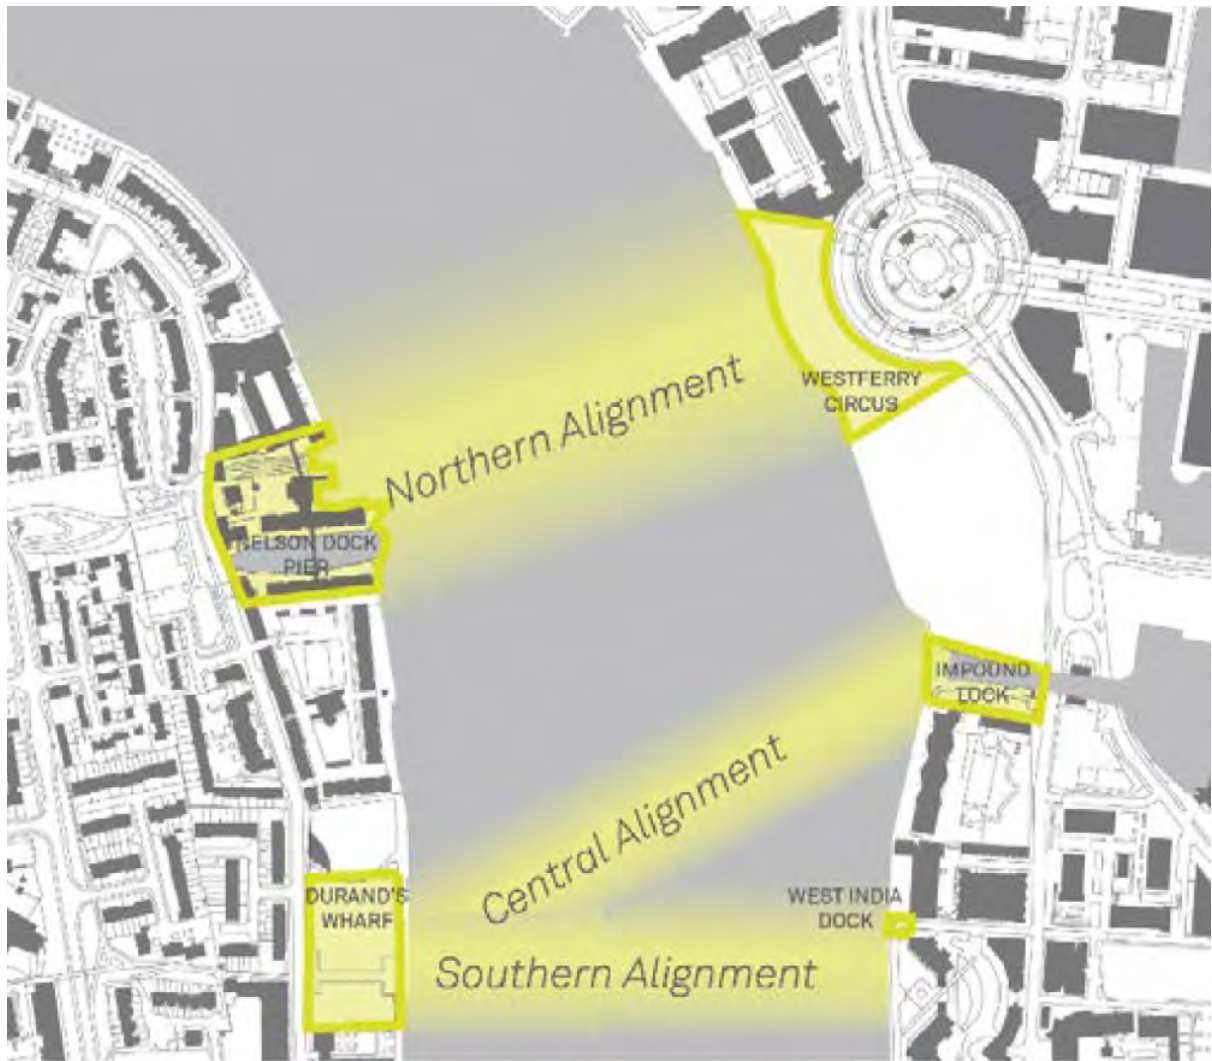 WESTFERRY
CIRCUS
Northern Alignment
NELSON DOCK
PIER
IMPOUND
LOCK
Central Alignment
DURAND'S
WHARF
WEST INDIA
DOCK
Southern Alignment